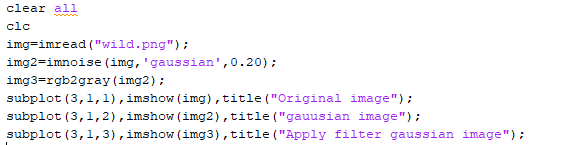 clear all
clc
img=imread("wild.png");
img2=imnoise(img,'gaussian',0.20);
img3=rgb2gray(img2);
subplot(3,1,1),imshow(img),title("Original image");
subplot(3,1,2),imshow(img2),title("gauusian image");
subplot(3,1,3),imshow(img3),title("Apply filter gaussian image");